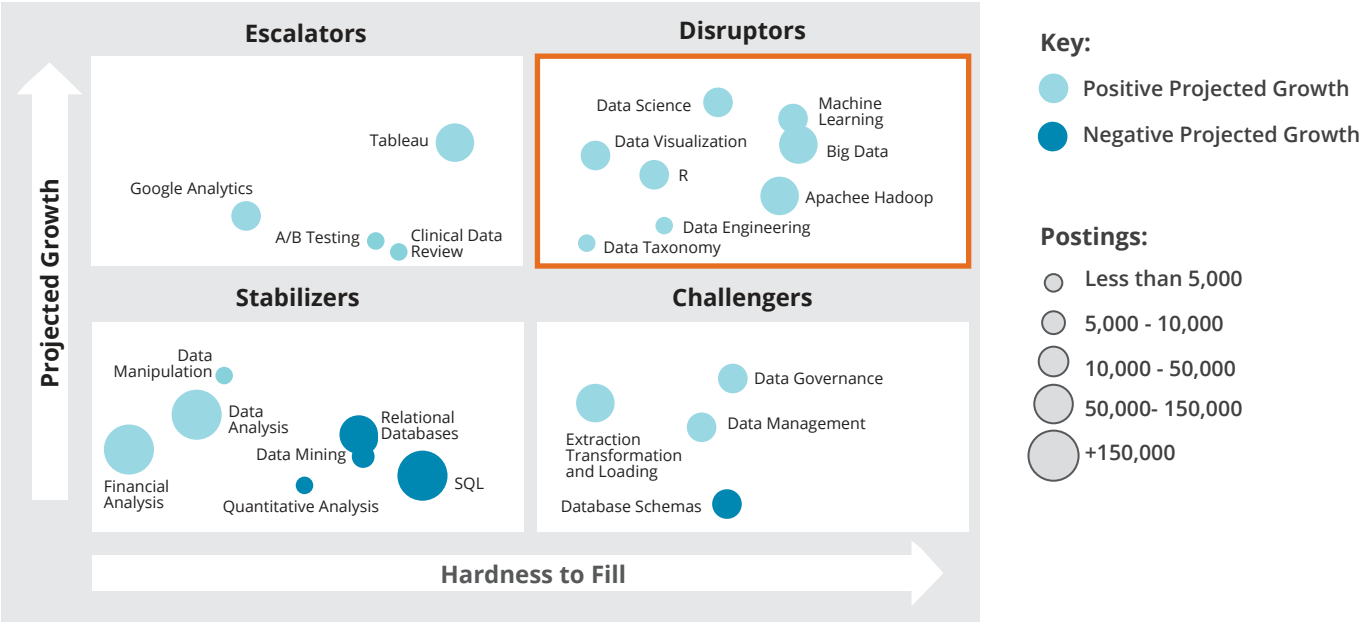 Escalators
Disruptors
Key:
Positive Projected Growth
Negative Projected Growth
Projected Growth
Tableau
Google Analytics
A/B Testing
Clinical Data
Review
Data Science
Machine
Learning
Data Visualization
Big Data
R
Apachee Hadoop
Data Engineering
Data Taxonomy
Postings:
Less than 5,000
5,000 - 10,000
10,000 - 50,000
50,000- 150,000
+150,000
Stabilizers
Challengers
Data
Manipulation
Data
Analysis
Relational
Databases
Data Mining
SQL
Financial
Analysis
Quantitative Analysis
Data Governance
Data Management
Extraction
Transformation
and Loading
Database Schemas
Hardness to Fill